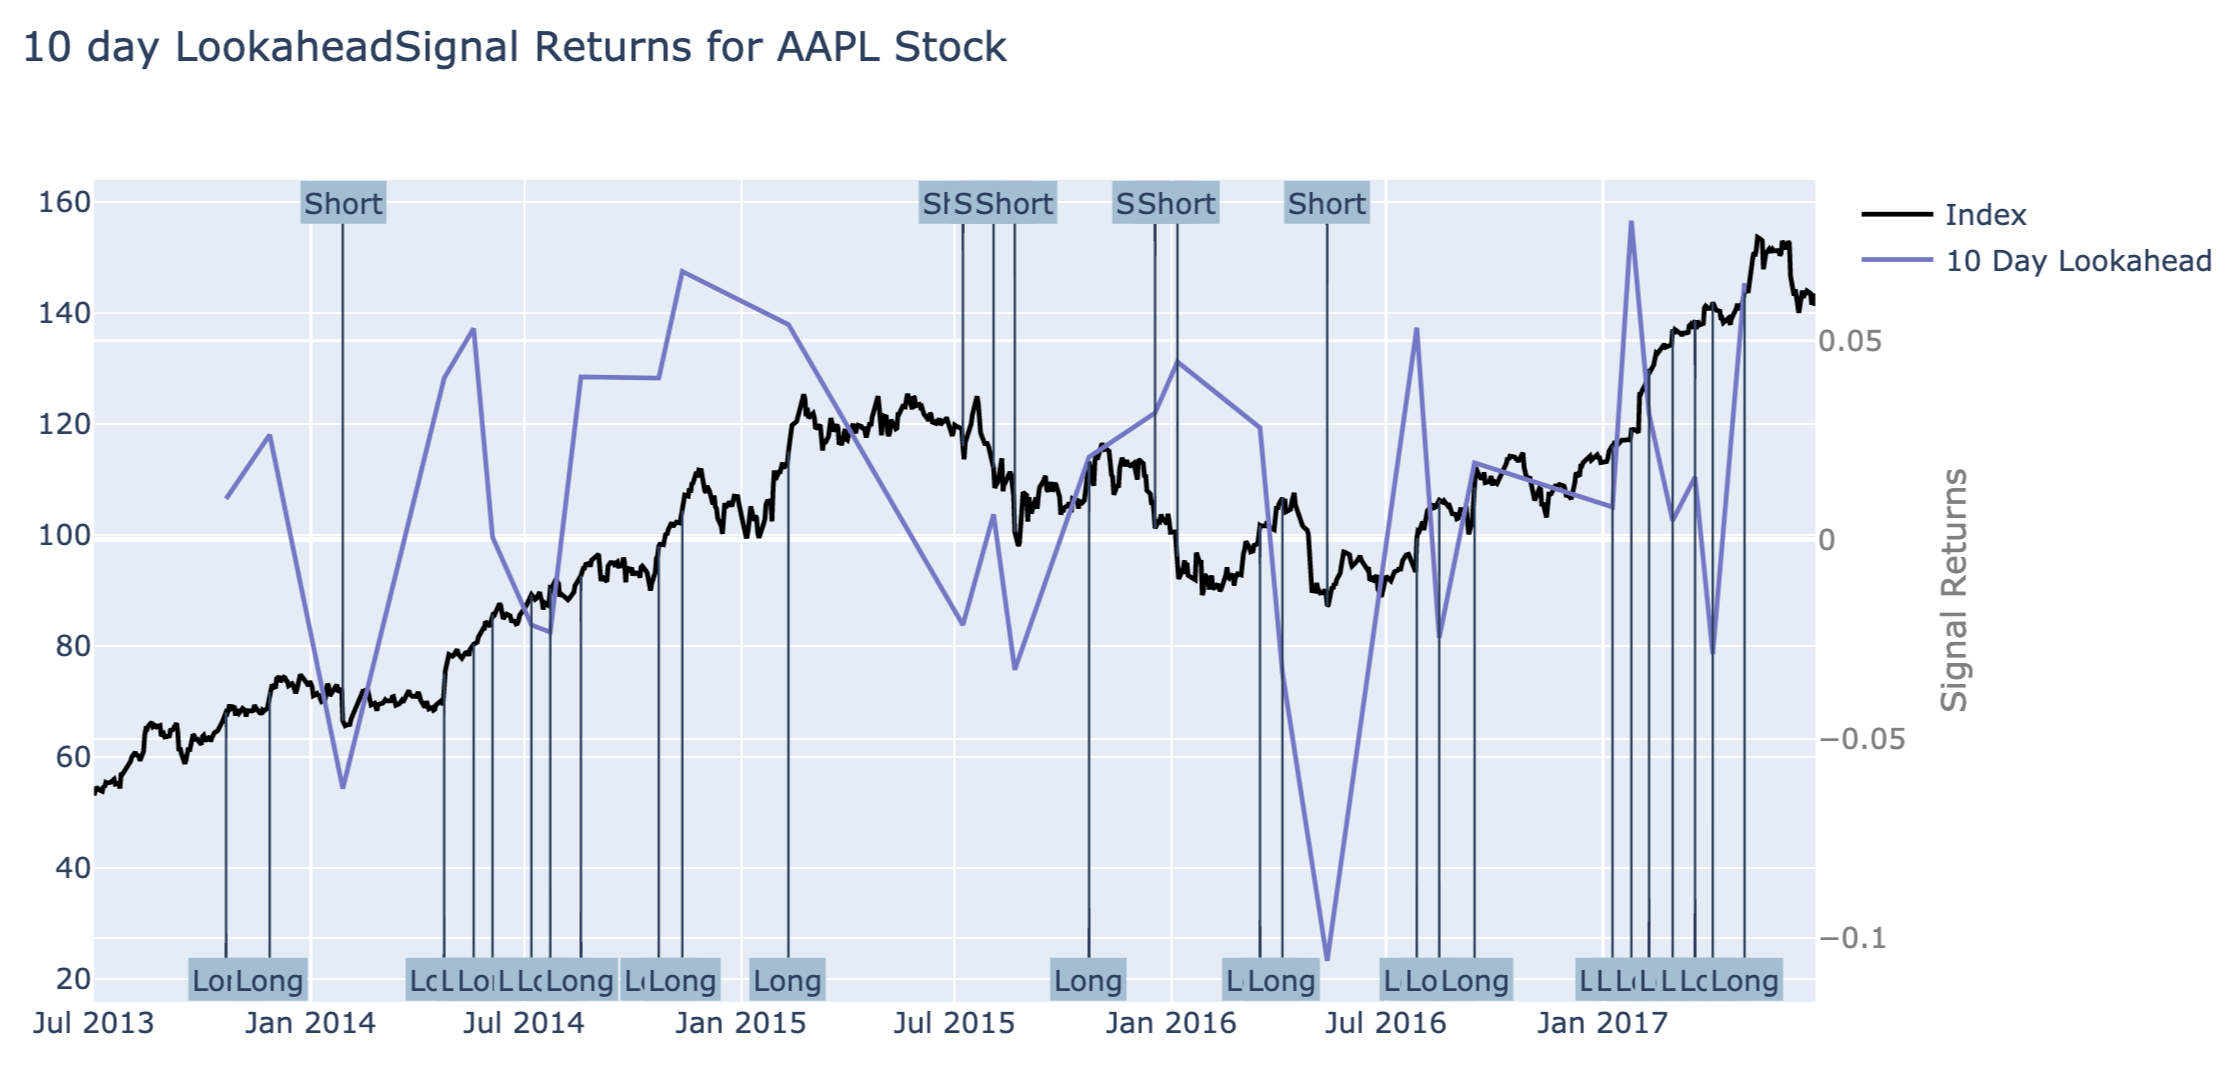 10 day LookaheadSignal Returns for AAPL Stock
Short
Short
Short
Short
Index
10 Day Lookahead
160
140
120
100
80
60
40
20
0.05
0
−0.05
−0.1
Signal Returns
Long
Long
Long
Long
Long
Long
Long
Long
Jul 2013
Jan 2014
Jul 2014
Jan 2015
Jul 2015
Jan 2016
Jul 2016
Jan 2017